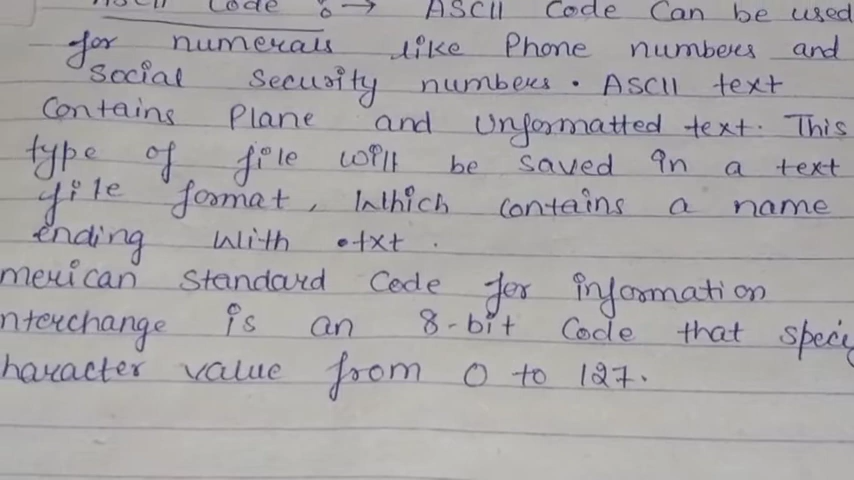 ASCII Code :→ ASCII Code Can be used
for numerals like Phone numbers and
Social Security numbers. ASCII text
Contains Plane and Unformatted text. This
type of file will be saved in a text
file format, Which contains a name
ending with .txt.
merican Standard Code for information
nterchange is an 8-bit Code that speci
haracter value from 0 to 127.